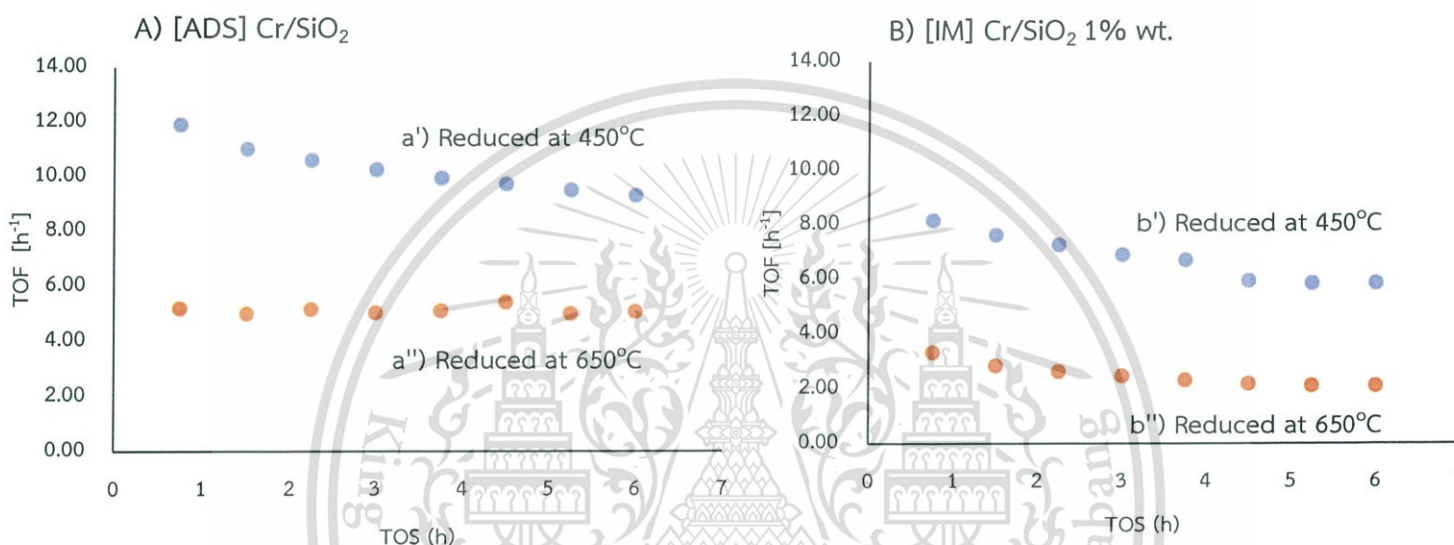 A) [ADS] Cr/SiO₂
14.00
12.00
10.00
8.00
6.00
4.00
2.00
0.00
TOF [h⁻¹]
a') Reduced at 450°C
a'') Reduced at 650°C
0 1 2 3 4 5 6 7
TOS (h)
B) [IM] Cr/SiO₂ 1% wt.
14.00
12.00
10.00
8.00
6.00
4.00
2.00
0.00
TOF [h⁻¹]
b') Reduced at 450°C
b'') Reduced at 650°C
0 1 2 3 4 5 6
TOS (h)
King